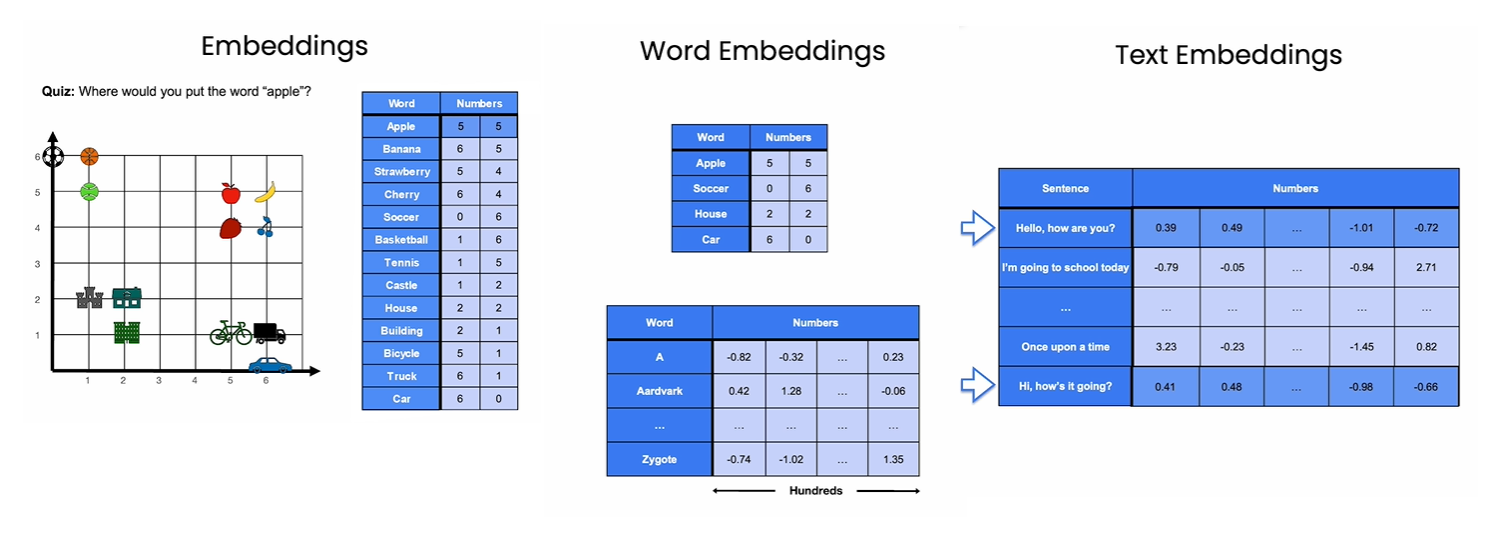 Embeddings
Quiz: Where would you put the word “apple”?
6
5
4
3
2
1
1 2 3 4 5 6
Word Numbers
Apple 5 5
Banana 6 5
Strawberry 5 4
Cherry 6 4
Soccer 0 6
Basketball 1 6
Tennis 1 5
Castle 1 2
House 2 2
Building 2 1
Bicycle 5 1
Truck 6 1
Car 6 0
Word Embeddings
Word Numbers
Apple 5 5
Soccer 0 6
House 2 2
Car 6 0
Word Numbers
A -0.82 -0.32 ... 0.23
Aardvark 0.42 1.28 ... -0.06
... ... ... ... ...
Zygote -0.74 -1.02 ... 1.35
Hundreds
Text Embeddings
Sentence Numbers
Hello, how are you? 0.39 0.49 ... -1.01 -0.72
I'm going to school today -0.79 -0.05 ... -0.94 2.71
... ... ... ... ... ...
Once upon a time 3.23 -0.23 ... -1.45 0.82
Hi, how's it going? 0.41 0.48 ... -0.98 -0.66